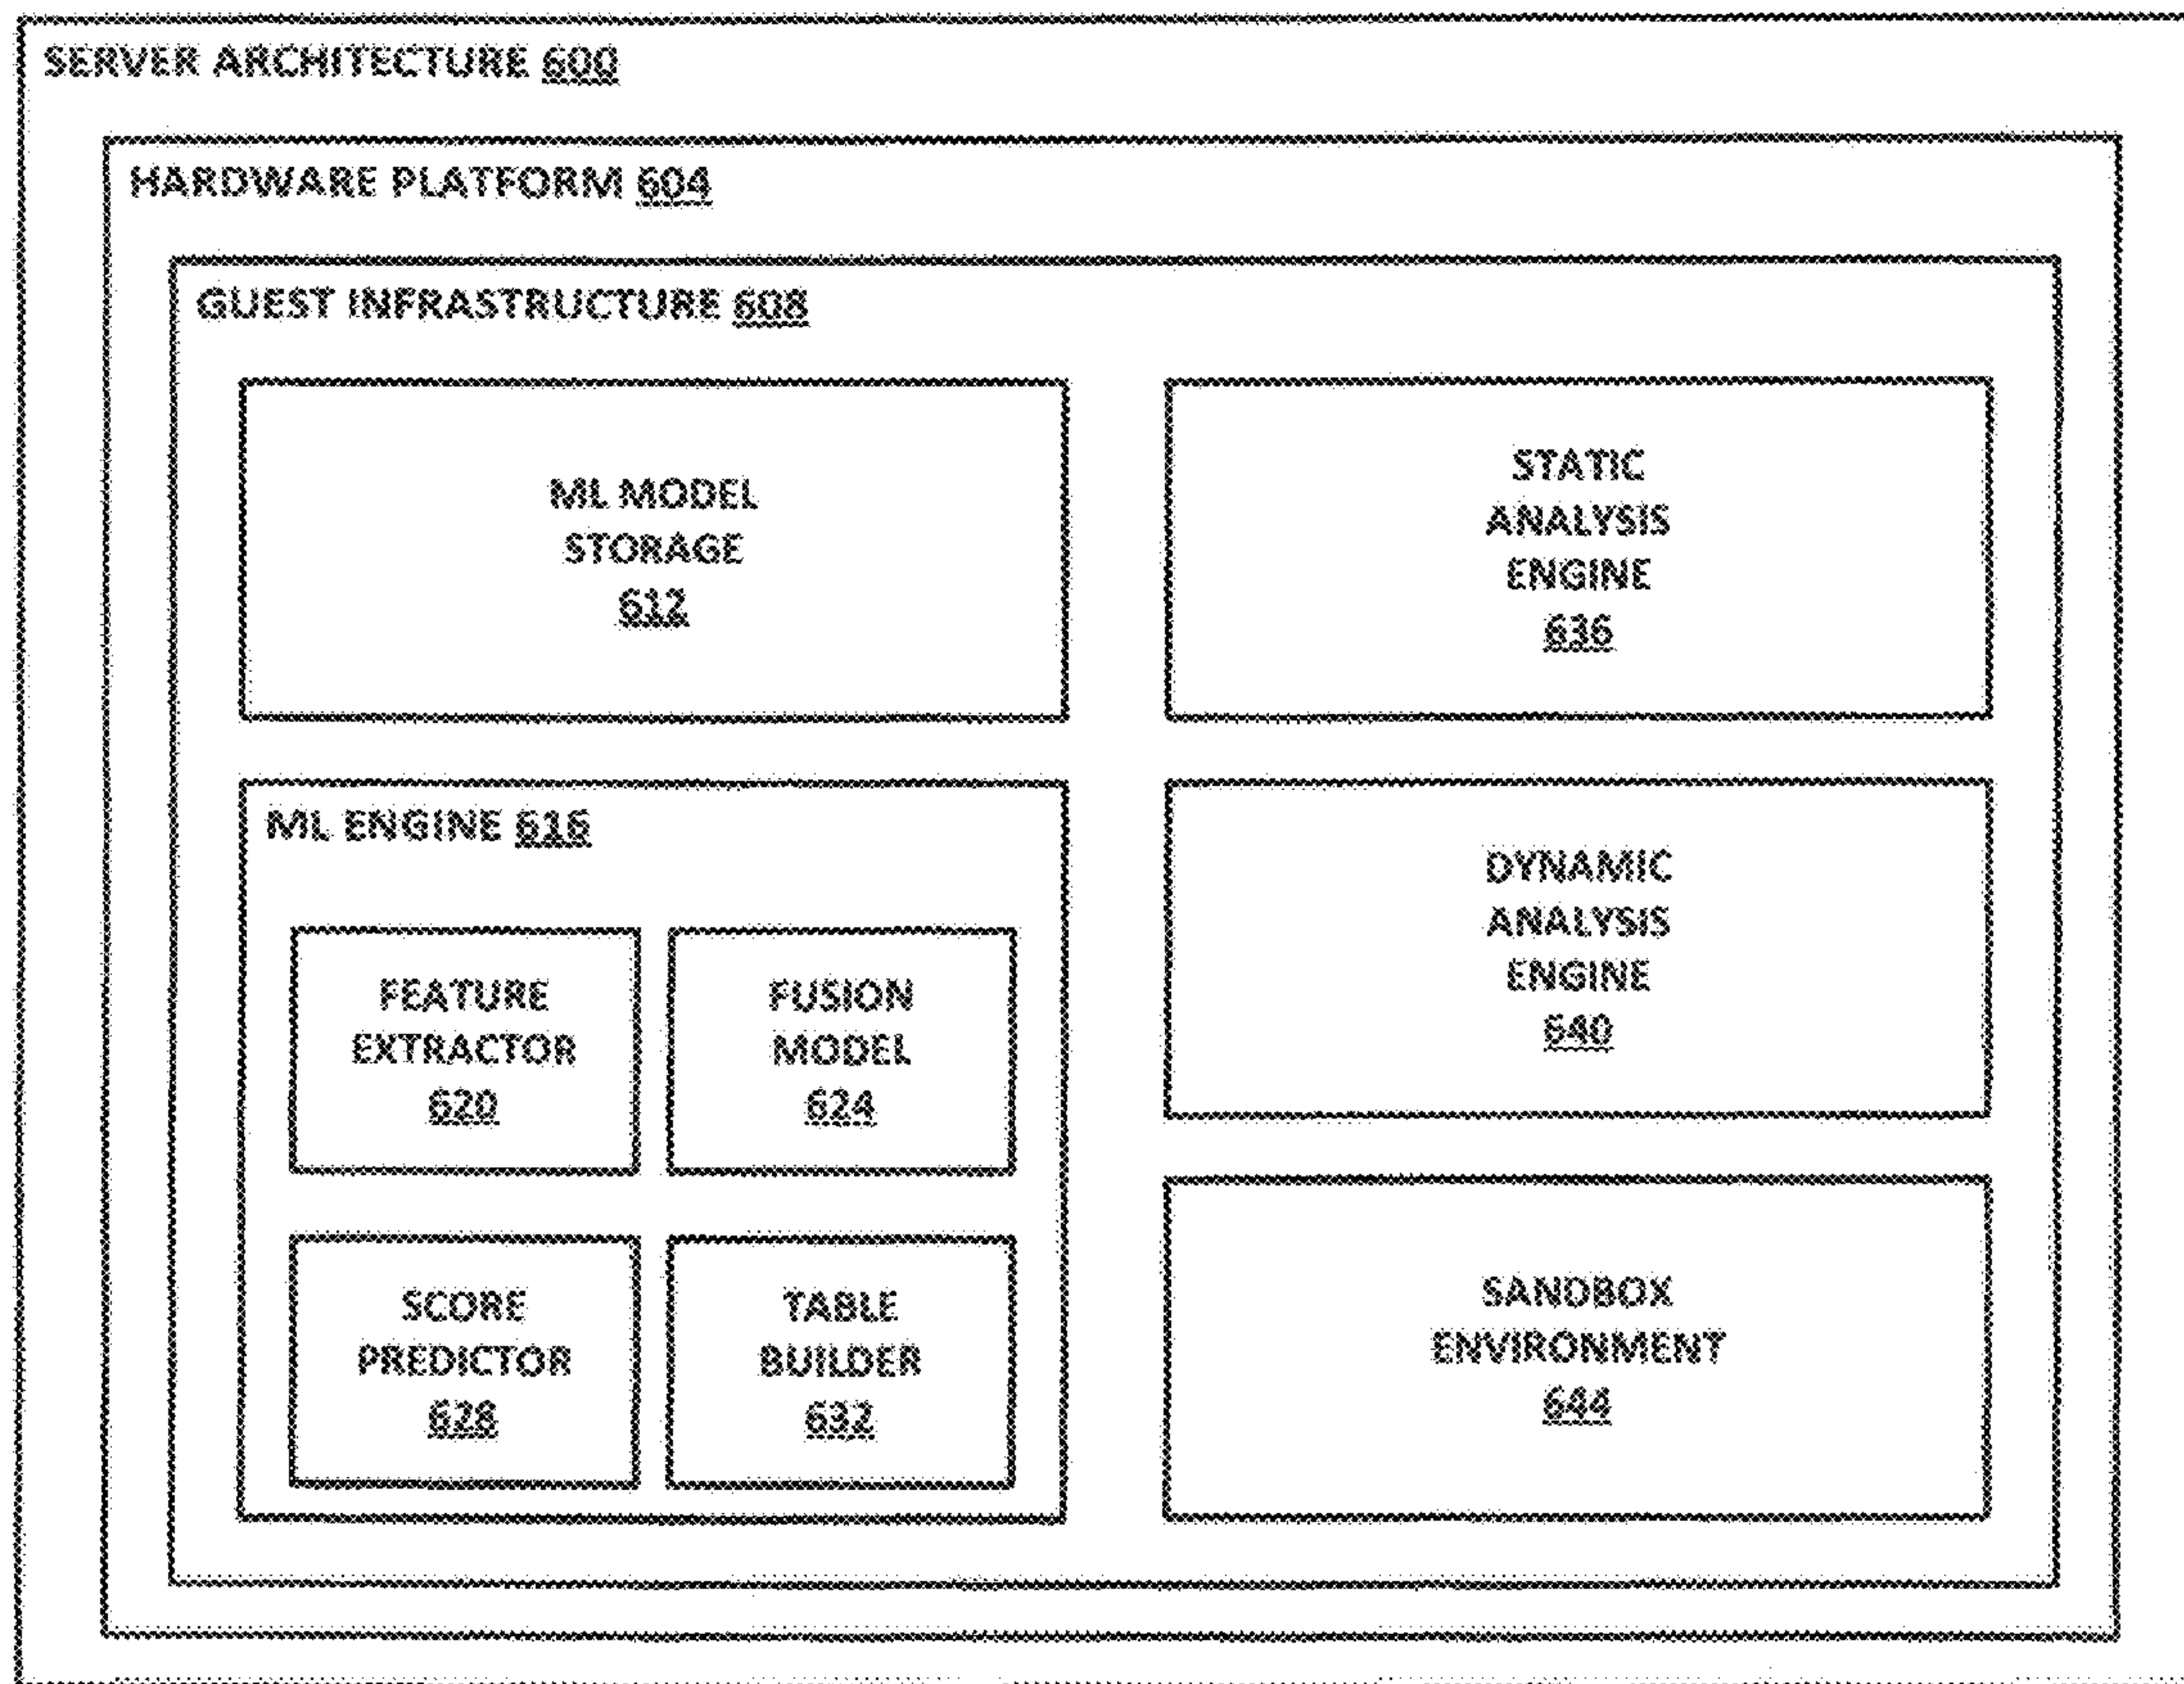 SERVER ARCHITECTURE 600
HARDWARE PLATFORM 604
GUEST INFRASTRUCTURE 608
ML MODEL
STORAGE
612
STATIC
ANALYSIS
ENGINE
636
ML ENGINE 616
FEATURE
EXTRACTOR
620
FUSION
MODEL
624
SCORE
PREDICTOR
628
TABLE
BUILDER
632
DYNAMIC
ANALYSIS
ENGINE
640
SANDBOX
ENVIRONMENT
644